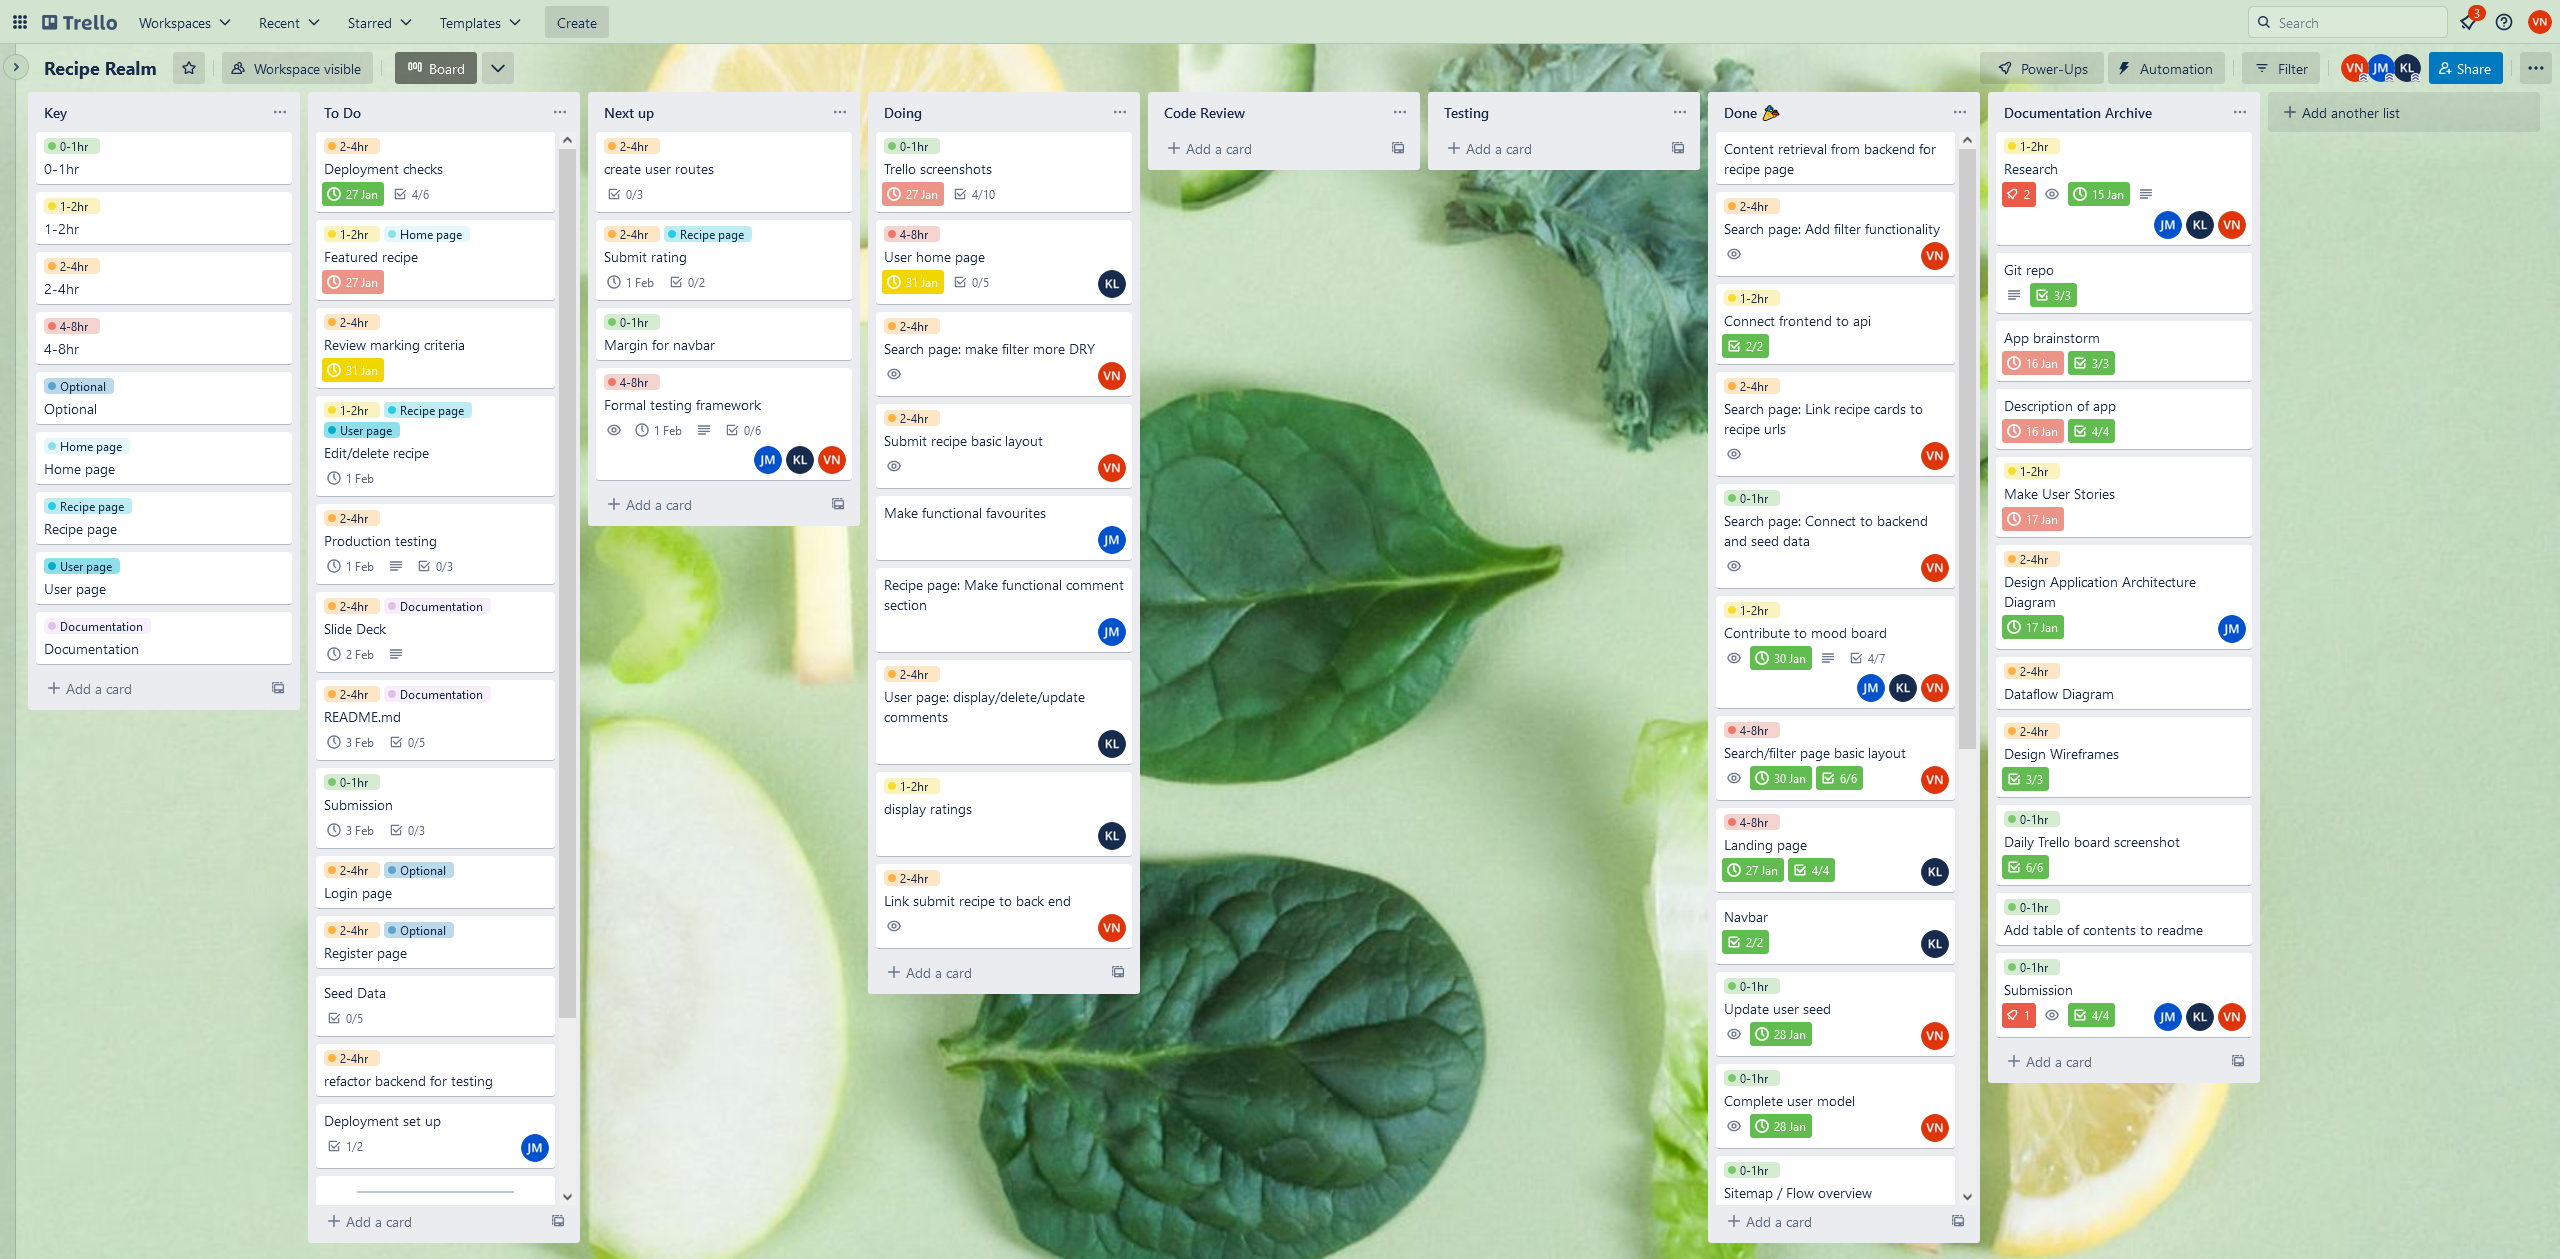 Trello
Workspaces
Recent
Starred
Templates
Create
Search
3
VN
Recipe Realm
Workspace visible
Board
Power-Ups
Automation
Filter
VN
JM
KL
Share
Key
0-1hr
0-1hr
1-2hr
1-2hr
2-4hr
2-4hr
4-8hr
4-8hr
Optional
Optional
Home page
Home page
Recipe page
Recipe page
User page
User page
Documentation
Documentation
Add a card
To Do
2-4hr
Deployment checks
27 Jan 4/6
1-2hr Home page
Featured recipe
27 Jan
2-4hr
Review marking criteria
31 Jan
1-2hr Recipe page
User page
Edit/delete recipe
1 Feb
2-4hr
Production testing
1 Feb 0/3
2-4hr Documentation
Slide Deck
2 Feb
2-4hr Documentation
README.md
3 Feb 0/5
0-1hr
Submission
3 Feb 0/3
2-4hr Optional
Login page
2-4hr Optional
Register page
Seed Data
0/5
2-4hr
refactor backend for testing
Deployment set up
1/2 JM
Add a card
Next up
2-4hr
create user routes
0/3
2-4hr Recipe page
Submit rating
1 Feb 0/2
0-1hr
Margin for navbar
4-8hr
Formal testing framework
1 Feb 0/6
JM KL VN
Add a card
Doing
0-1hr
Trello screenshots
27 Jan 4/10
4-8hr
User home page
31 Jan 0/5 KL
2-4hr
Search page: make filter more DRY
VN
2-4hr
Submit recipe basic layout
VN
Make functional favourites
JM
Recipe page: Make functional comment
section
JM
2-4hr
User page: display/delete/update
comments
KL
1-2hr
display ratings
KL
2-4hr
Link submit recipe to back end
VN
Add a card
Code Review
Add a card
Testing
Add a card
Done
Content retrieval from backend for
recipe page
2-4hr
Search page: Add filter functionality
VN
1-2hr
Connect frontend to api
2/2
2-4hr
Search page: Link recipe cards to
recipe urls
VN
0-1hr
Search page: Connect to backend
and seed data
VN
1-2hr
Contribute to mood board
30 Jan 4/7
JM KL VN
4-8hr
Search/filter page basic layout
30 Jan 6/6 VN
4-8hr
Landing page
27 Jan 4/4 KL
Navbar
2/2 KL
0-1hr
Update user seed
28 Jan VN
0-1hr
Complete user model
28 Jan VN
0-1hr
Sitemap / Flow overview
Add a card
Documentation Archive
1-2hr
Research
2 15 Jan
JM KL VN
Git repo
3/3
App brainstorm
16 Jan 3/3
Description of app
16 Jan 4/4
1-2hr
Make User Stories
17 Jan
2-4hr
Design Application Architecture
Diagram
17 Jan JM
2-4hr
Dataflow Diagram
2-4hr
Design Wireframes
3/3
0-1hr
Daily Trello board screenshot
6/6
0-1hr
Add table of contents to readme
0-1hr
Submission
1 4/4 JM KL VN
Add a card
Add another list